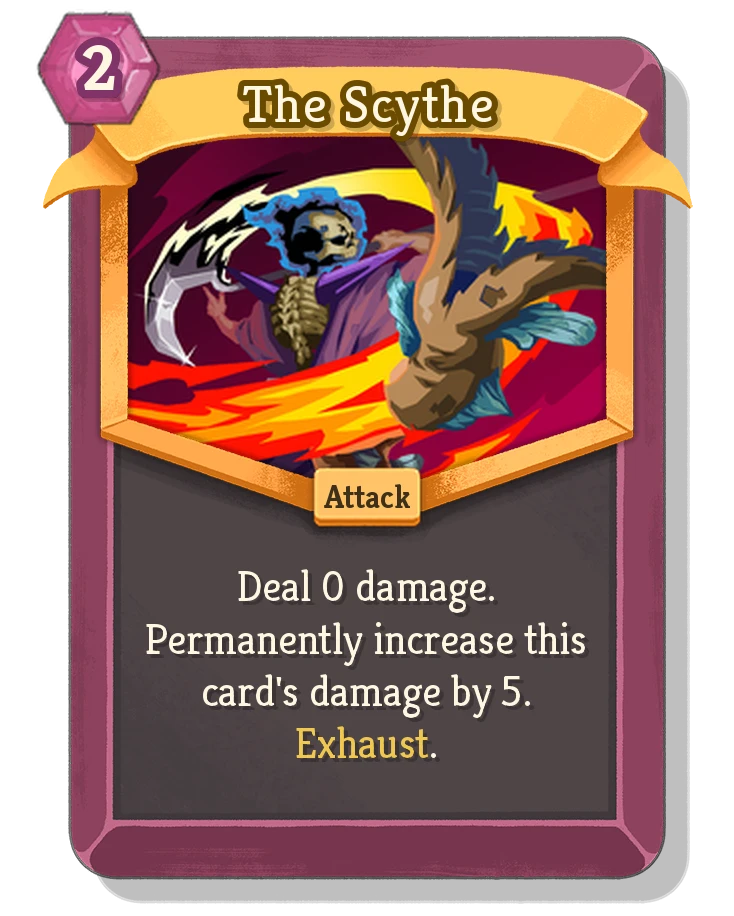 2
The Scythe
Attack
Deal 0 damage.
Permanently increase this
card's damage by 5.
Exhaust.